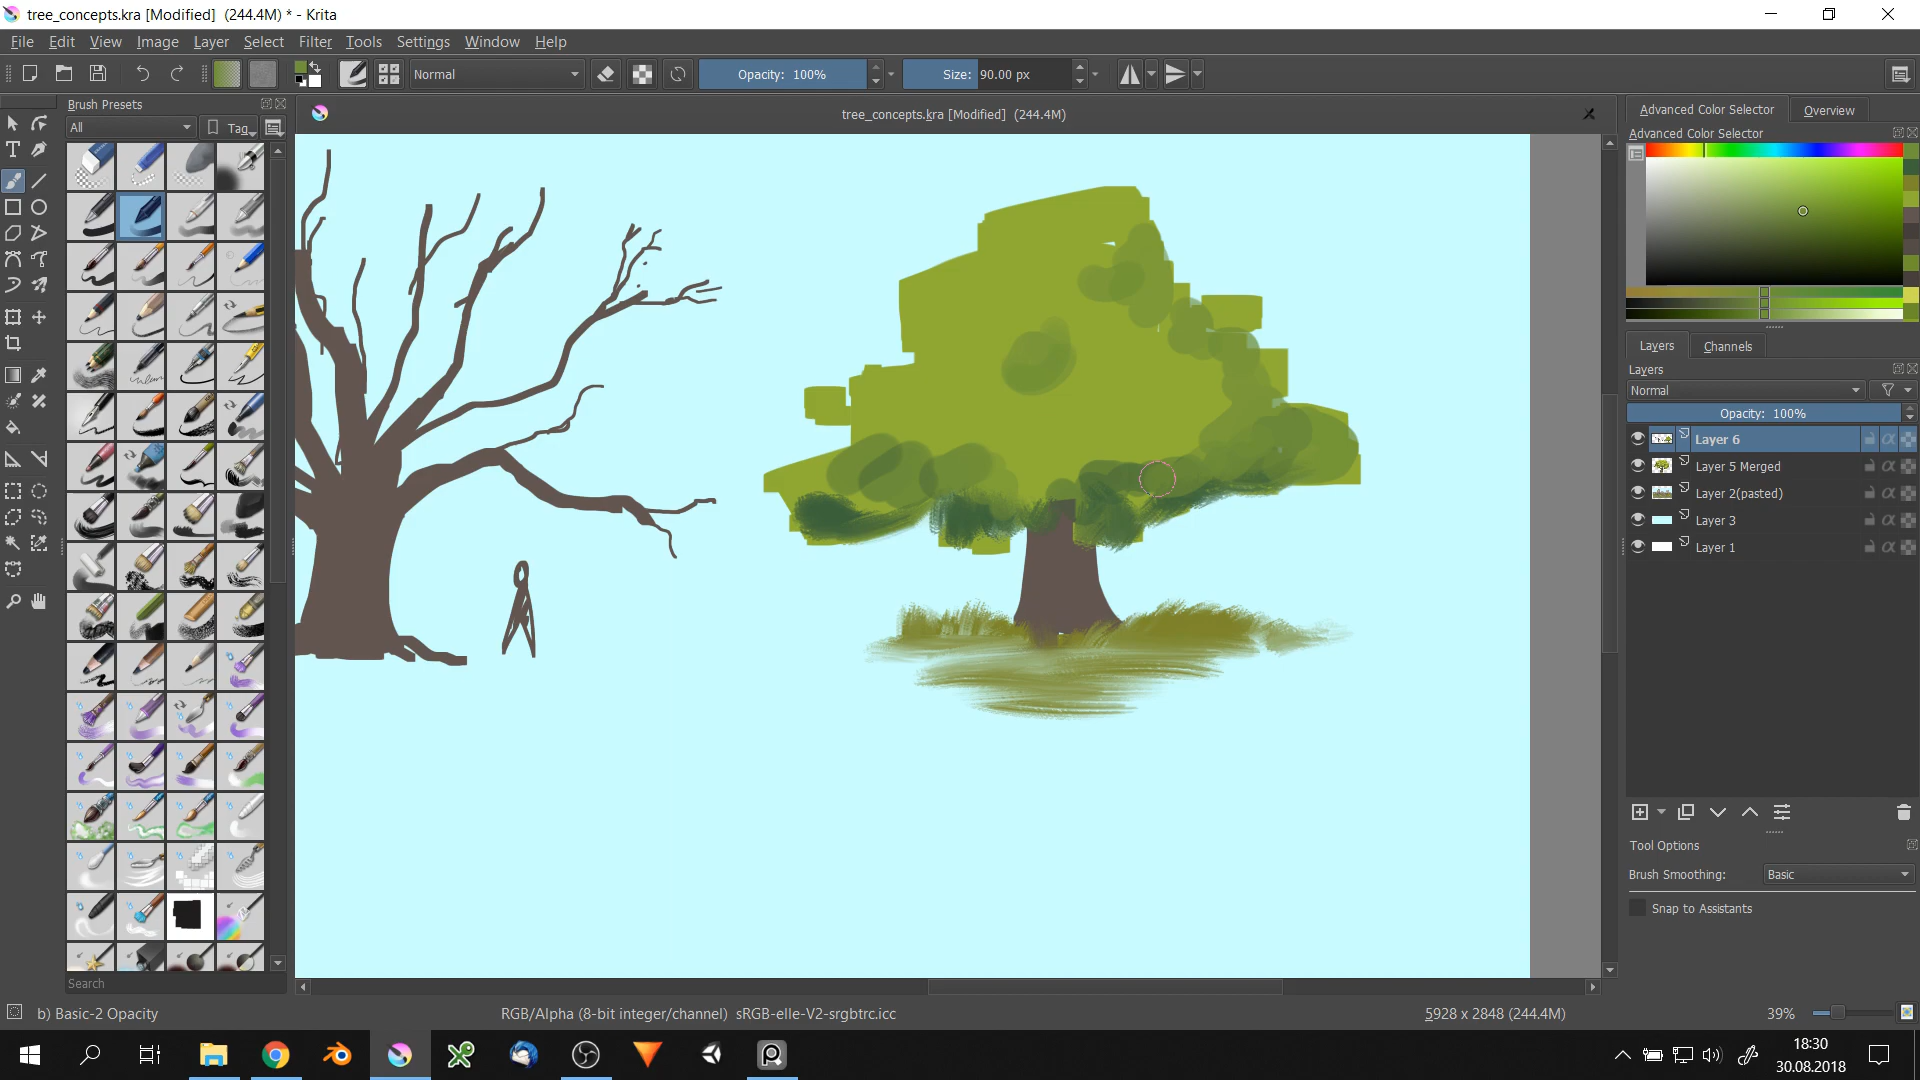 tree_concepts.kra [Modified]  (244.4M) * - Krita
File Edit View Image Layer Select Filter Tools Settings Window Help
Normal
Opacity: 100%
Size: 90.00 px
Brush Presets
All
Tag
tree_concepts.kra [Modified]  (244.4M)
Advanced Color Selector
Overview
Advanced Color Selector
Layers
Channels
Layers
Normal
Opacity: 100%
Layer 6
Layer 5 Merged
Layer 2(pasted)
Layer 3
Layer 1
Tool Options
Brush Smoothing:
Basic
Snap to Assistants
Search
b) Basic-2 Opacity
RGB/Alpha (8-bit integer/channel)  sRGB-elle-V2-srgbtrc.icc
5928 x 2848 (244.4M)
39%
18:30
30.08.2018